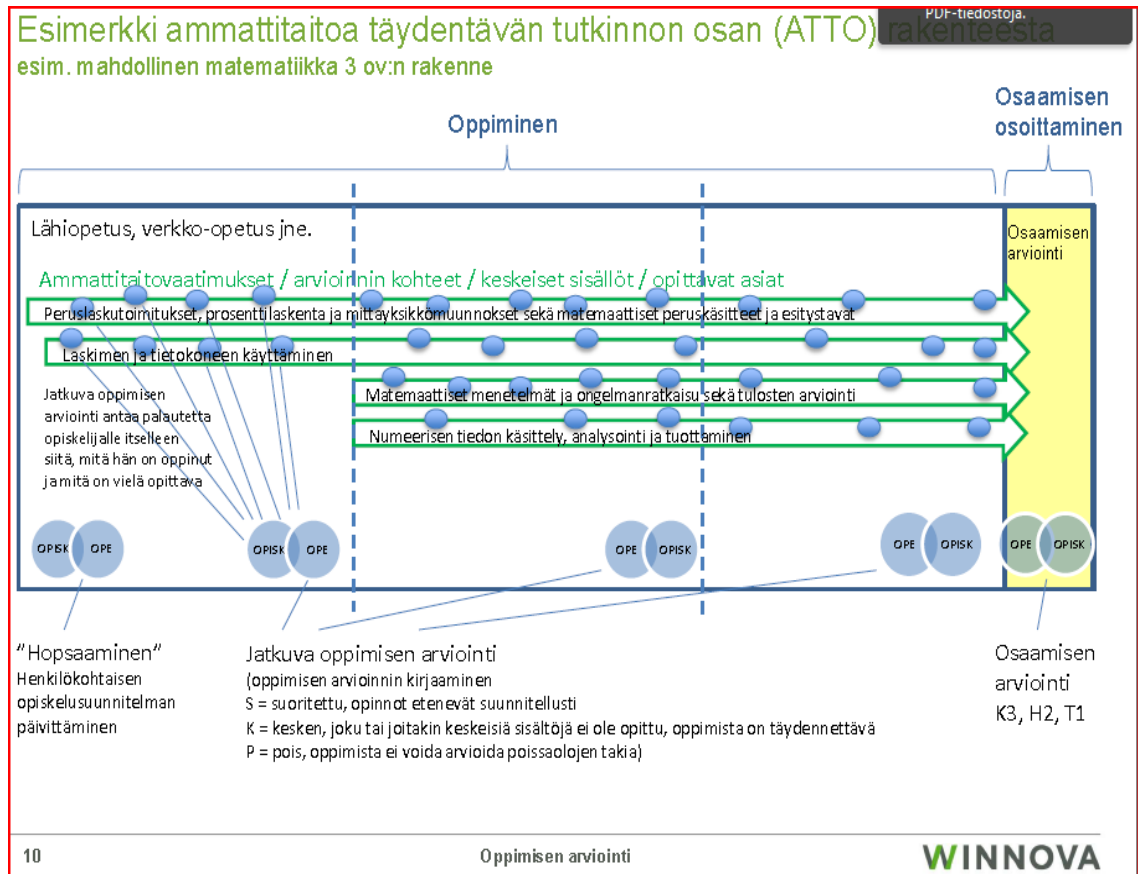 PDF-tiedostoja.
Esimerkki ammattitaitoa täydentävän tutkinnon osan (ATTO) rakenteesta
esim. mahdollinen matematiikka 3 ov:n rakenne
Oppiminen
Osaamisen
osoittaminen
Lähiopetus, verkko-opetus jne.
Osaamisen
arviointi
Ammattitaitovaatimukset / arvioinnin kohteet / keskeiset sisällöt / opittavat asiat
Peruslaskutoimitukset, prosenttilaskenta ja mittayksikkömuunnokset sekä matemaattiset peruskäsitteet ja esitystavat
Laskimen ja tietokoneen käyttäminen
Matemaattiset menetelmät ja ongelmanratkaisu sekä tulosten arviointi
Numeerisen tiedon käsittely, analysointi ja tuottaminen
Jatkuva oppimisen
arviointi antaa palautetta
opiskelijalle itselleen
siitä, mitä hän on oppinut
ja mitä on vielä opittava
OPISK OPE
OPISK OPE
OPE OPISK
OPE OPISK
OPE OPISK
"Hopsaaminen"
Henkilökohtaisen
opiskelusuunnitelman
päivittäminen
Jatkuva oppimisen arviointi
(oppimisen arvioinnin kirjaaminen
S = suoritettu, opinnot etenevät suunnitellusti
K = kesken, joku tai joitakin keskeisiä sisältöjä ei ole opittu, oppimista on täydennettävä
P = pois, oppimista ei voida arvioida poissaolojen takia)
Osaamisen
arviointi
K3, H2, T1
10
Oppimisen arviointi
WINNOVA